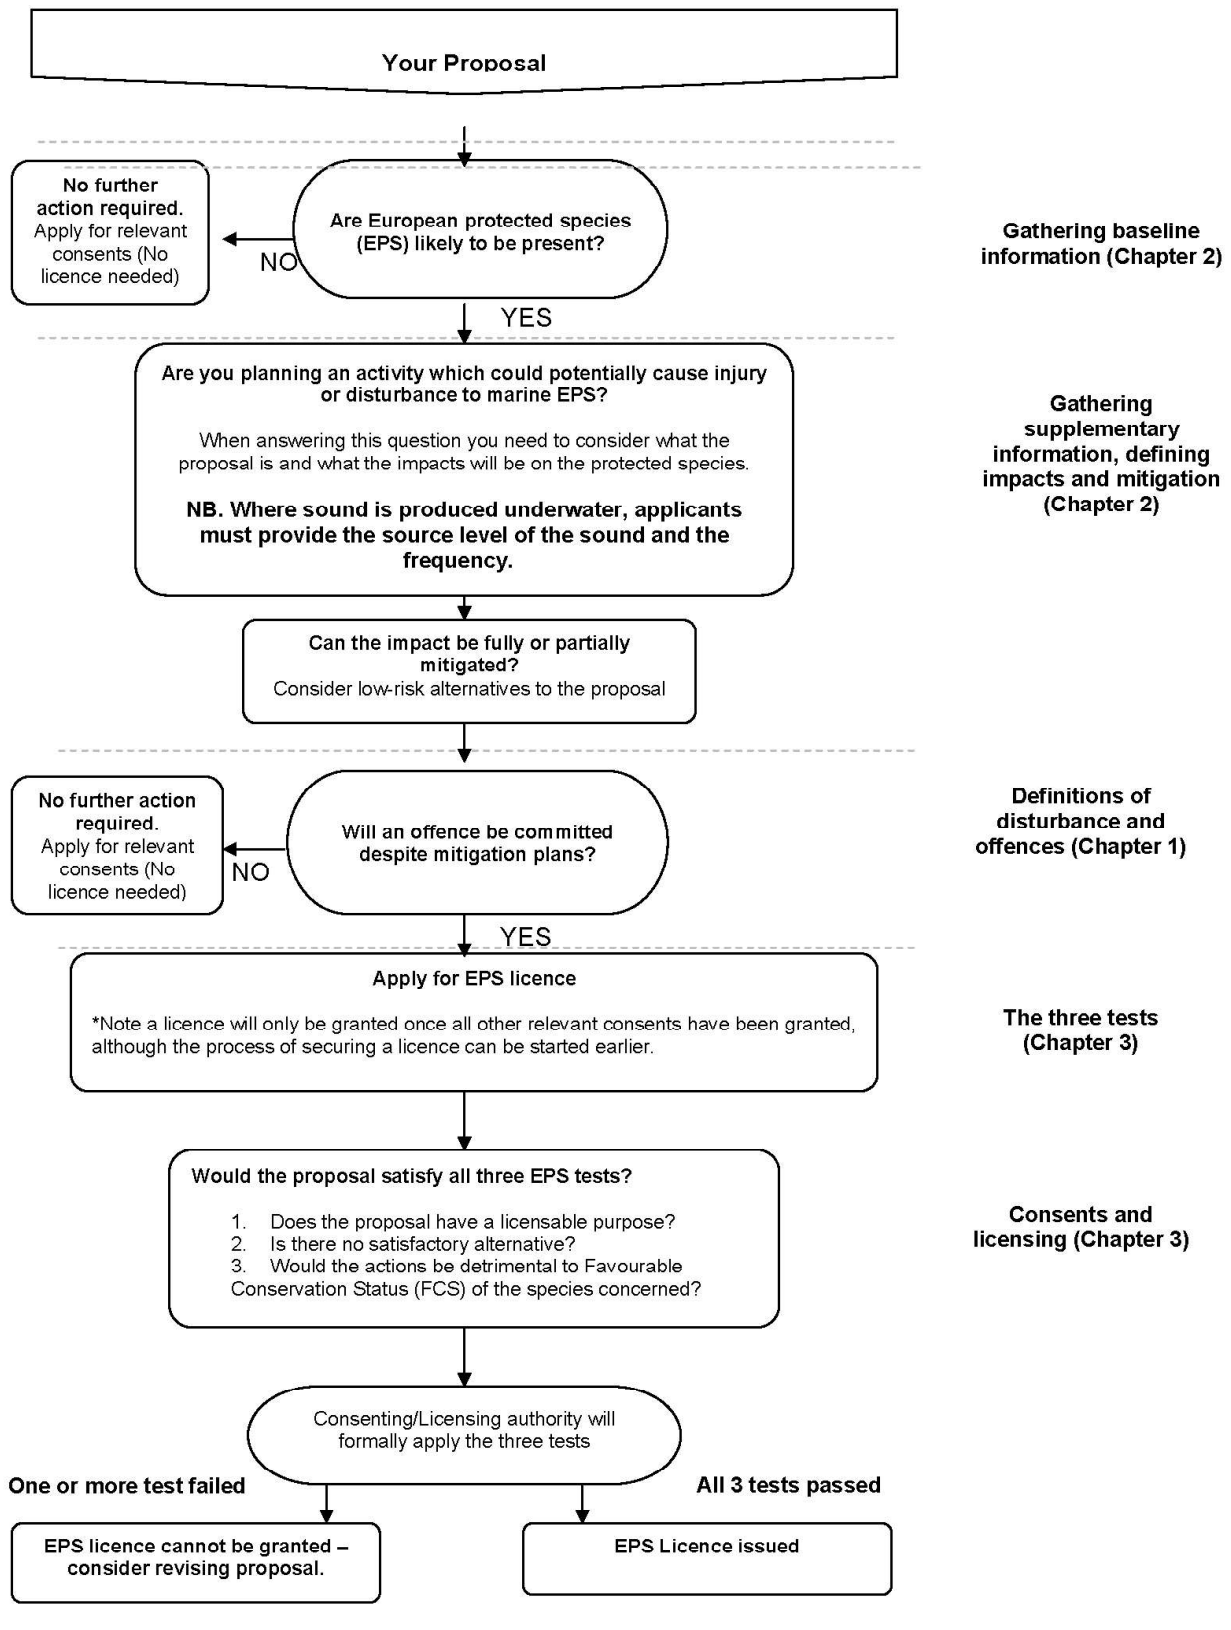 Your Proposal
No further
action required.
Apply for relevant
consents (No
licence needed)
Are European protected species
(EPS) likely to be present?
NO
Gathering baseline
information (Chapter 2)
YES
Are you planning an activity which could potentially cause injury
or disturbance to marine EPS?
When answering this question you need to consider what the
proposal is and what the impacts will be on the protected species.
NB. Where sound is produced underwater, applicants
must provide the source level of the sound and the
frequency.
Gathering
supplementary
information, defining
impacts and mitigation
(Chapter 2)
Can the impact be fully or partially
mitigated?
Consider low-risk alternatives to the proposal
No further action
required.
Apply for relevant
consents (No
licence needed)
Will an offence be committed
despite mitigation plans?
NO
Definitions of
disturbance and
offences (Chapter 1)
YES
Apply for EPS licence
*Note a licence will only be granted once all other relevant consents have been granted,
although the process of securing a licence can be started earlier.
The three tests
(Chapter 3)
Would the proposal satisfy all three EPS tests?
1. Does the proposal have a licensable purpose?
2. Is there no satisfactory alternative?
3. Would the actions be detrimental to Favourable
Conservation Status (FCS) of the species concerned?
Consents and
licensing (Chapter 3)
Consenting/Licensing authority will
formally apply the three tests
One or more test failed
All 3 tests passed
EPS licence cannot be granted –
consider revising proposal.
EPS Licence issued